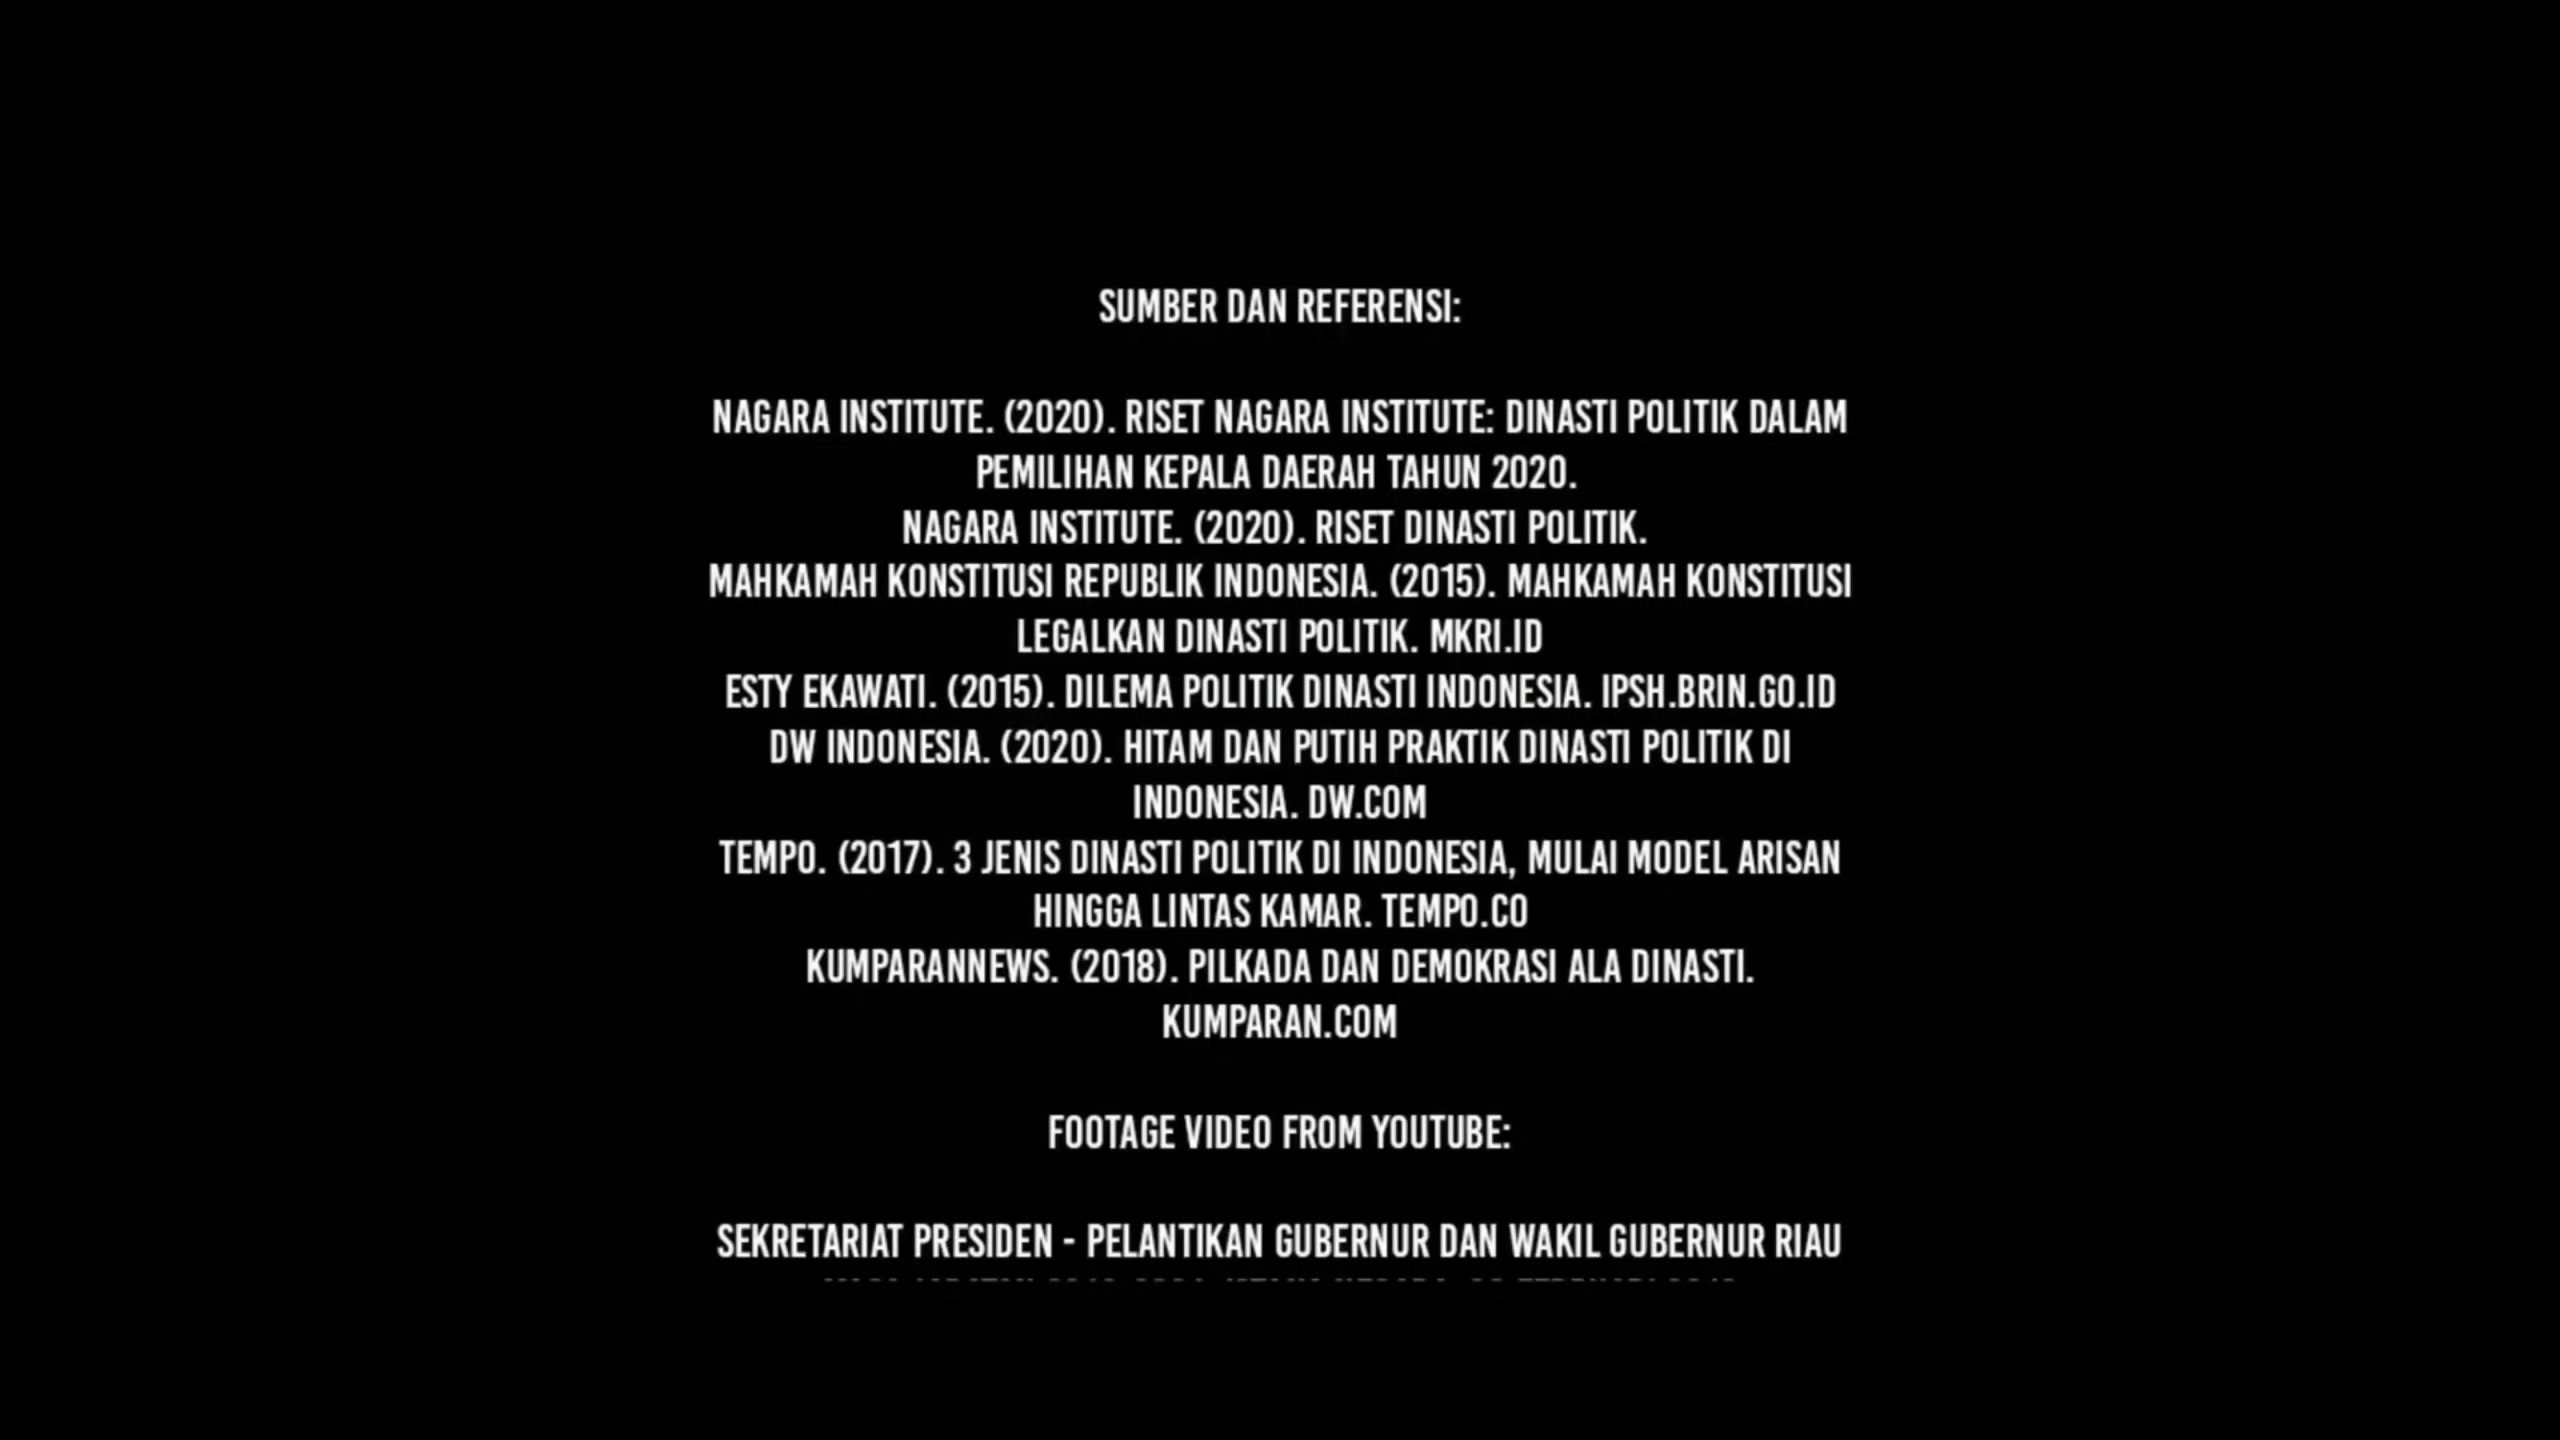 SUMBER DAN REFERENSI:
NAGARA INSTITUTE. (2020). RISET NAGARA INSTITUTE: DINASTI POLITIK DALAM
PEMILIHAN KEPALA DAERAH TAHUN 2020.
NAGARA INSTITUTE. (2020). RISET DINASTI POLITIK.
MAHKAMAH KONSTITUSI REPUBLIK INDONESIA. (2015). MAHKAMAH KONSTITUSI
LEGALKAN DINASTI POLITIK. MKRI.ID
ESTY EKAWATI. (2015). DILEMA POLITIK DINASTI INDONESIA. IPSH.BRIN.GO.ID
DW INDONESIA. (2020). HITAM DAN PUTIH PRAKTIK DINASTI POLITIK DI
INDONESIA. DW.COM
TEMPO. (2017). 3 JENIS DINASTI POLITIK DI INDONESIA, MULAI MODEL ARISAN
HINGGA LINTAS KAMAR. TEMPO.CO
KUMPARANNEWS. (2018). PILKADA DAN DEMOKRASI ALA DINASTI.
KUMPARAN.COM
FOOTAGE VIDEO FROM YOUTUBE:
SEKRETARIAT PRESIDEN - PELANTIKAN GUBERNUR DAN WAKIL GUBERNUR RIAU